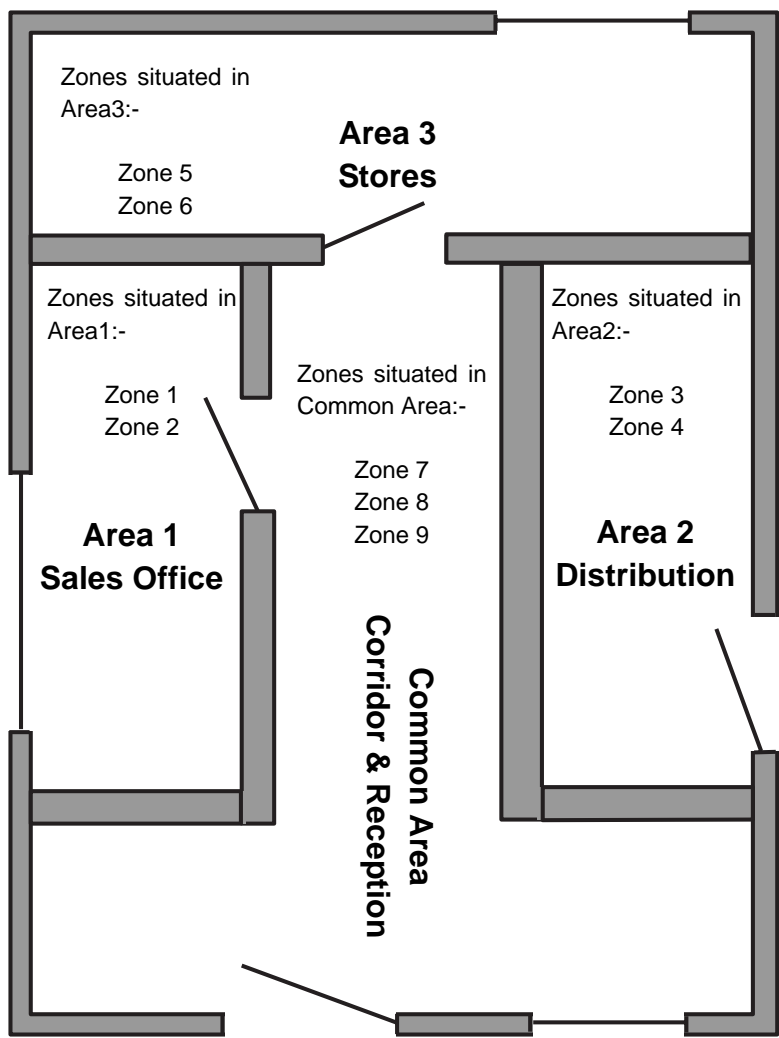 Zones situated in
Area3:-
Zone 5
Zone 6
Area 3
Stores
Zones situated in
Area1:-
Zone 1
Zone 2
Area 1
Sales Office
Zones situated in
Common Area:-
Zone 7
Zone 8
Zone 9
Common Area
Corridor & Reception
Zones situated in
Area2:-
Zone 3
Zone 4
Area 2
Distribution